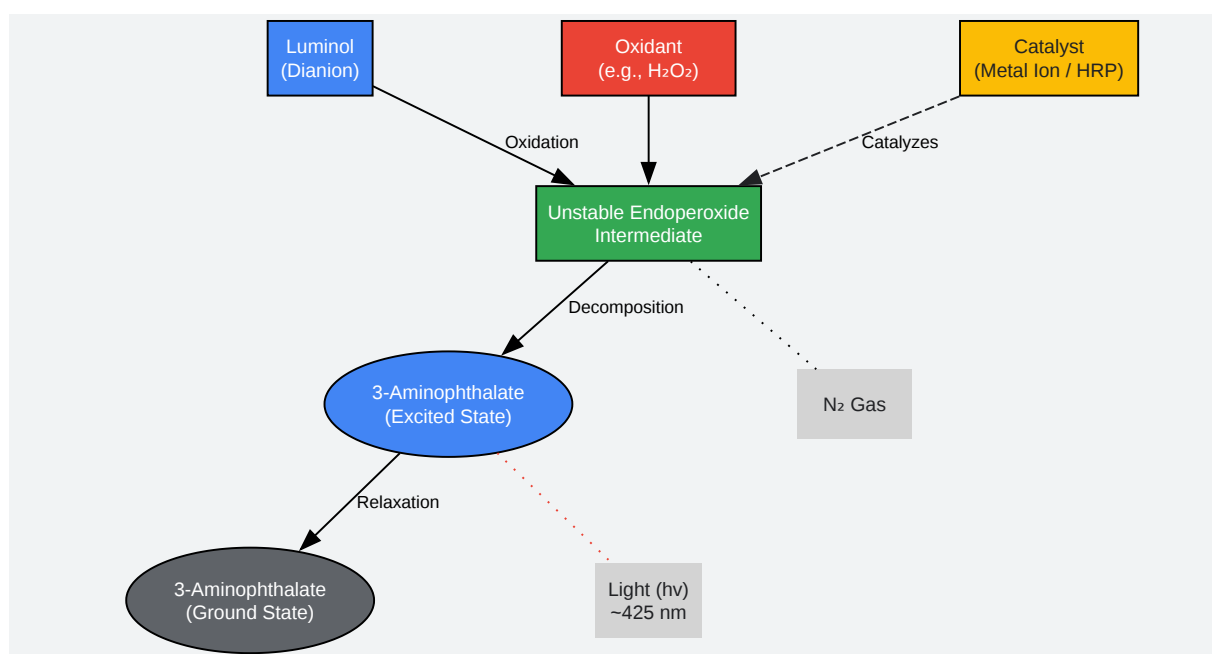 Luminol
(Dianion)
Oxidant
(e.g., H₂O₂)
Catalyst
(Metal Ion / HRP)
Oxidation
Catalyzes
Unstable Endoperoxide
Intermediate
Decomposition
3-Aminophthalate
(Excited State)
N₂ Gas
Relaxation
3-Aminophthalate
(Ground State)
Light (hv)
~425 nm